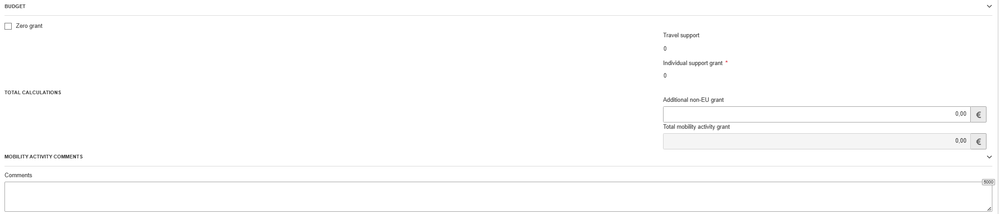 BUDGET
Zero grant
Travel support
0
Individual support grant *
0
TOTAL CALCULATIONS
Additional non-EU grant
0,00 €
Total mobility activity grant
0,00 €
MOBILITY ACTIVITY COMMENTS
Comments
5000